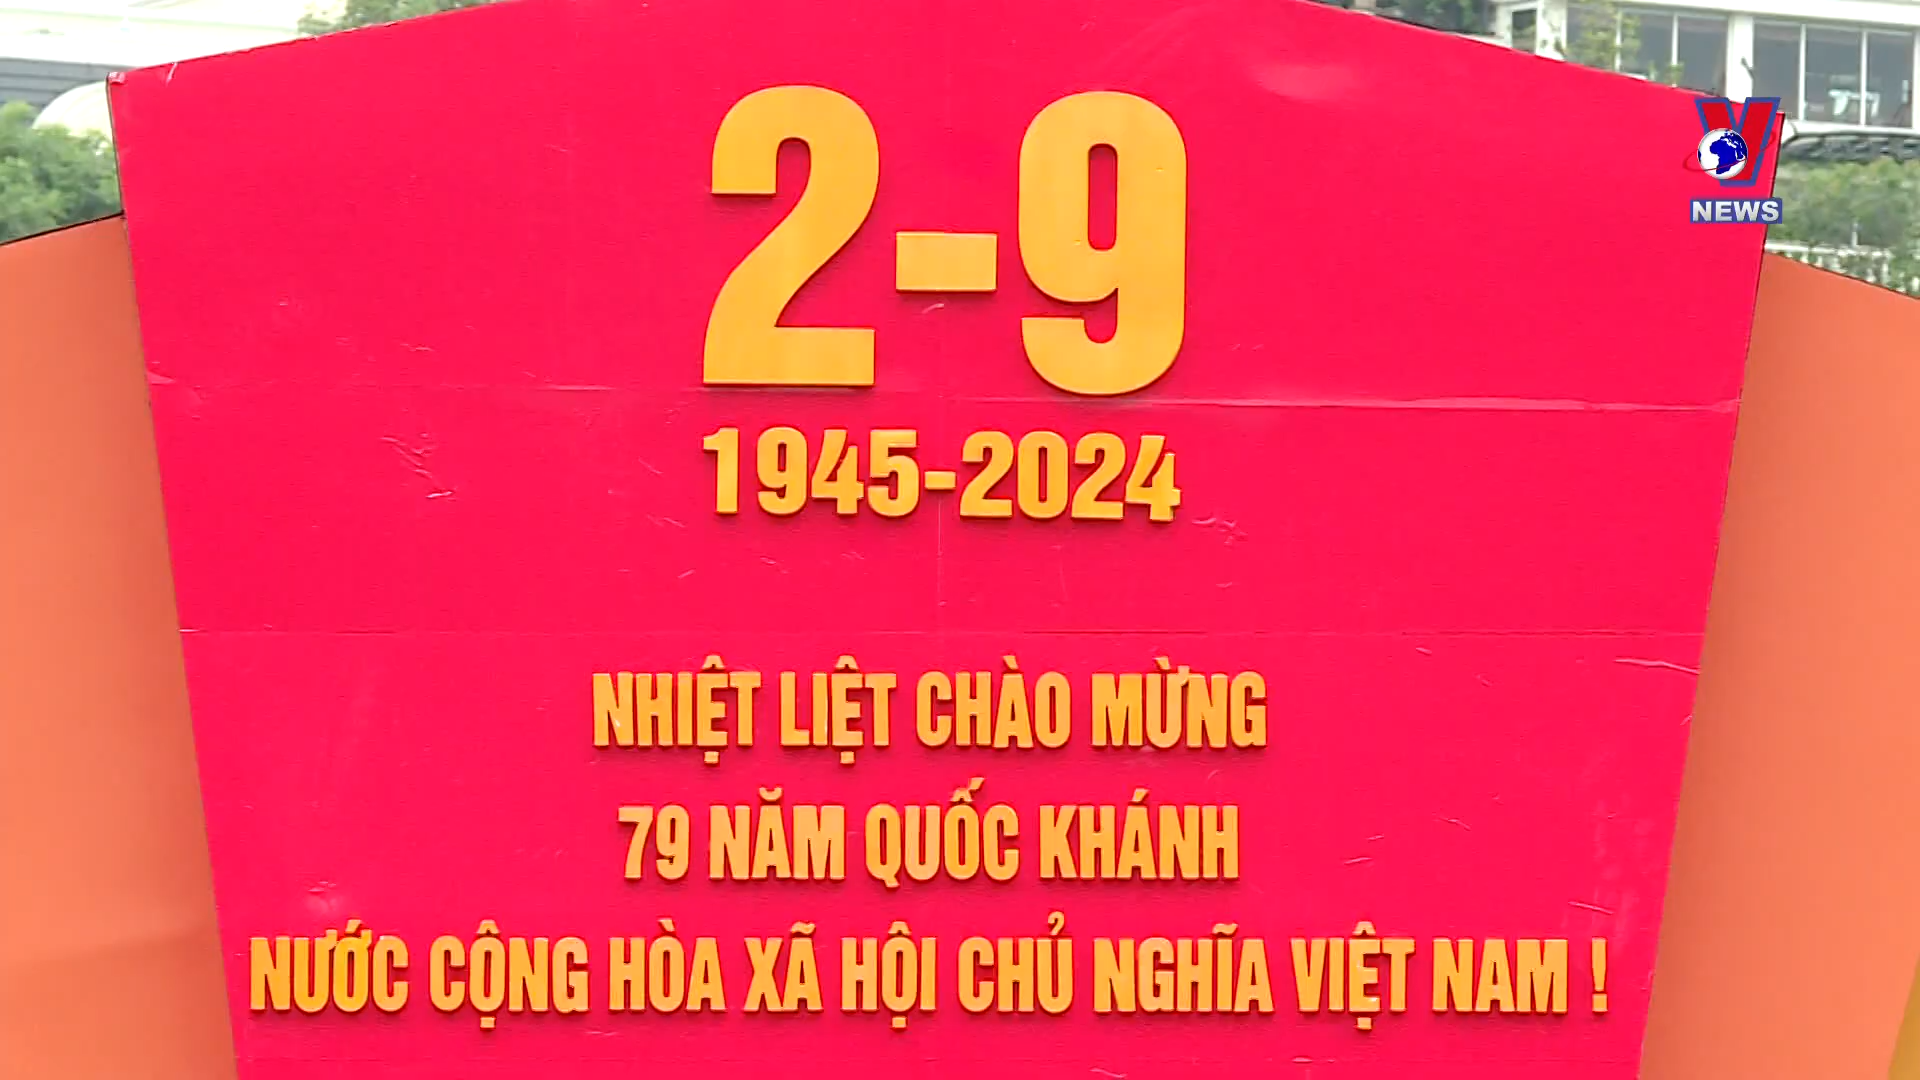 2-9
1945-2024
NHIỆT LIỆT CHÀO MỪNG
79 NĂM QUỐC KHÁNH
NƯỚC CỘNG HÒA XÃ HỘI CHỦ NGHĨA VIỆT NAM !
V
NEWS